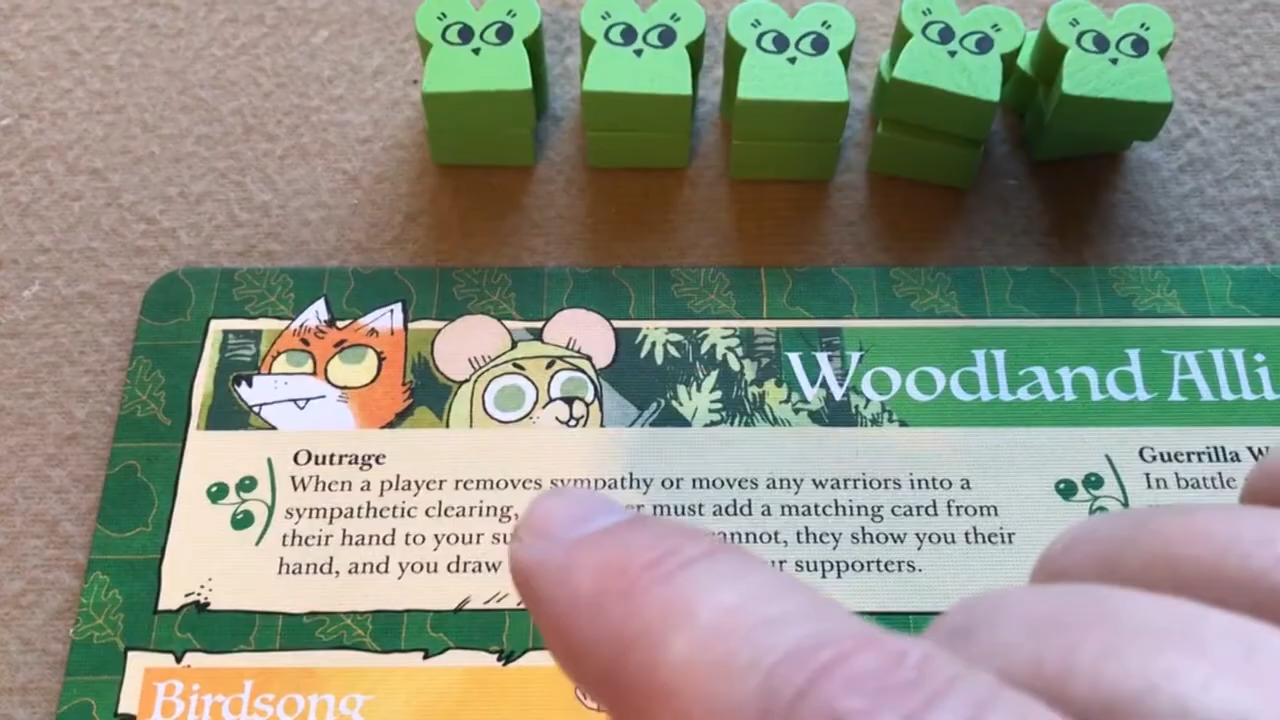 Woodland Alli
Outrage
When a player removes sympathy or moves any warriors into a
sympathetic clearing, must add a matching card from
their hand to your they show you their
hand, and you draw supporters.
Guerrilla
In battle
Birdsong